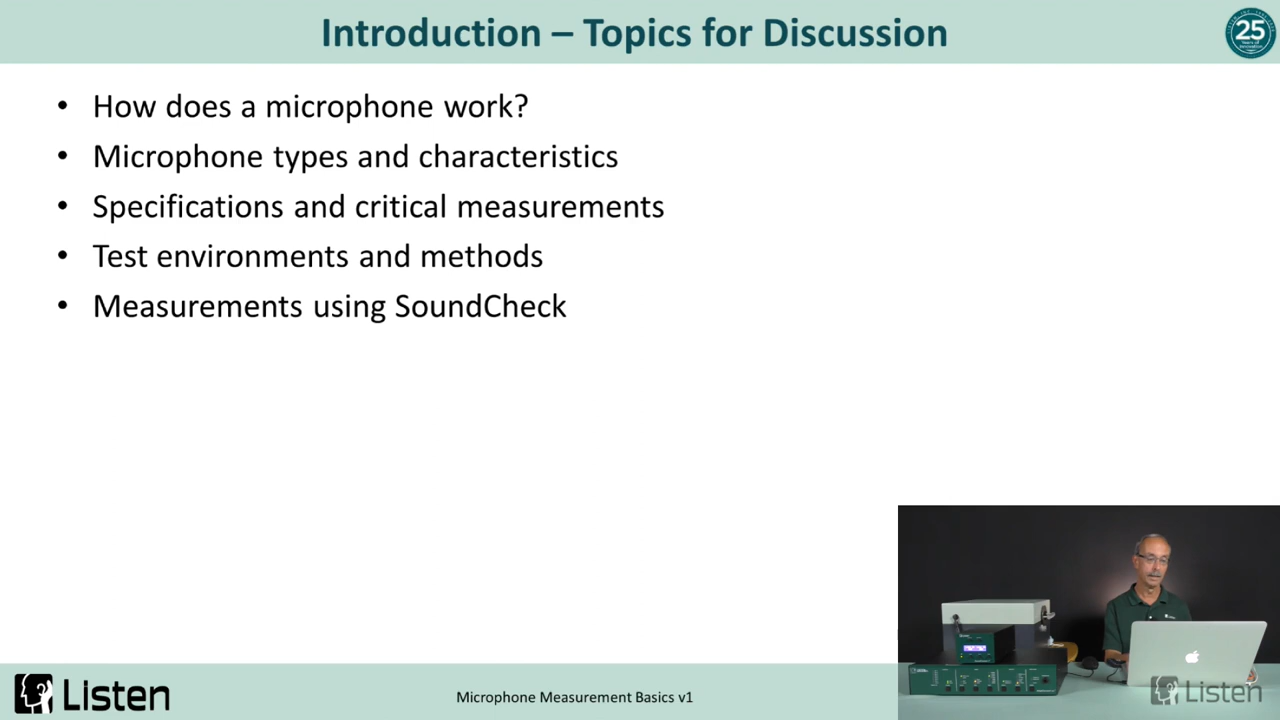 Introduction – Topics for Discussion
25
• How does a microphone work?
• Microphone types and characteristics
• Specifications and critical measurements
• Test environments and methods
• Measurements using SoundCheck
Listen
Microphone Measurement Basics v1
Listen